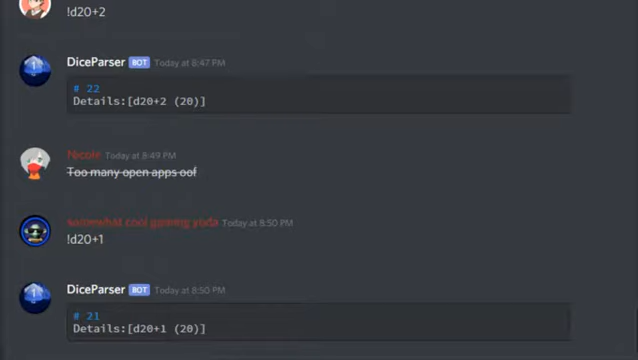 !d20+2
DiceParser BOT Today at 8:47 PM
# 22
Details:[d20+2 (20)]
Nicole Today at 8:49 PM
Too many open apps oof
somewhat cool gaming yoda Today at 8:50 PM
!d20+1
DiceParser BOT Today at 8:50 PM
# 21
Details:[d20+1 (20)]